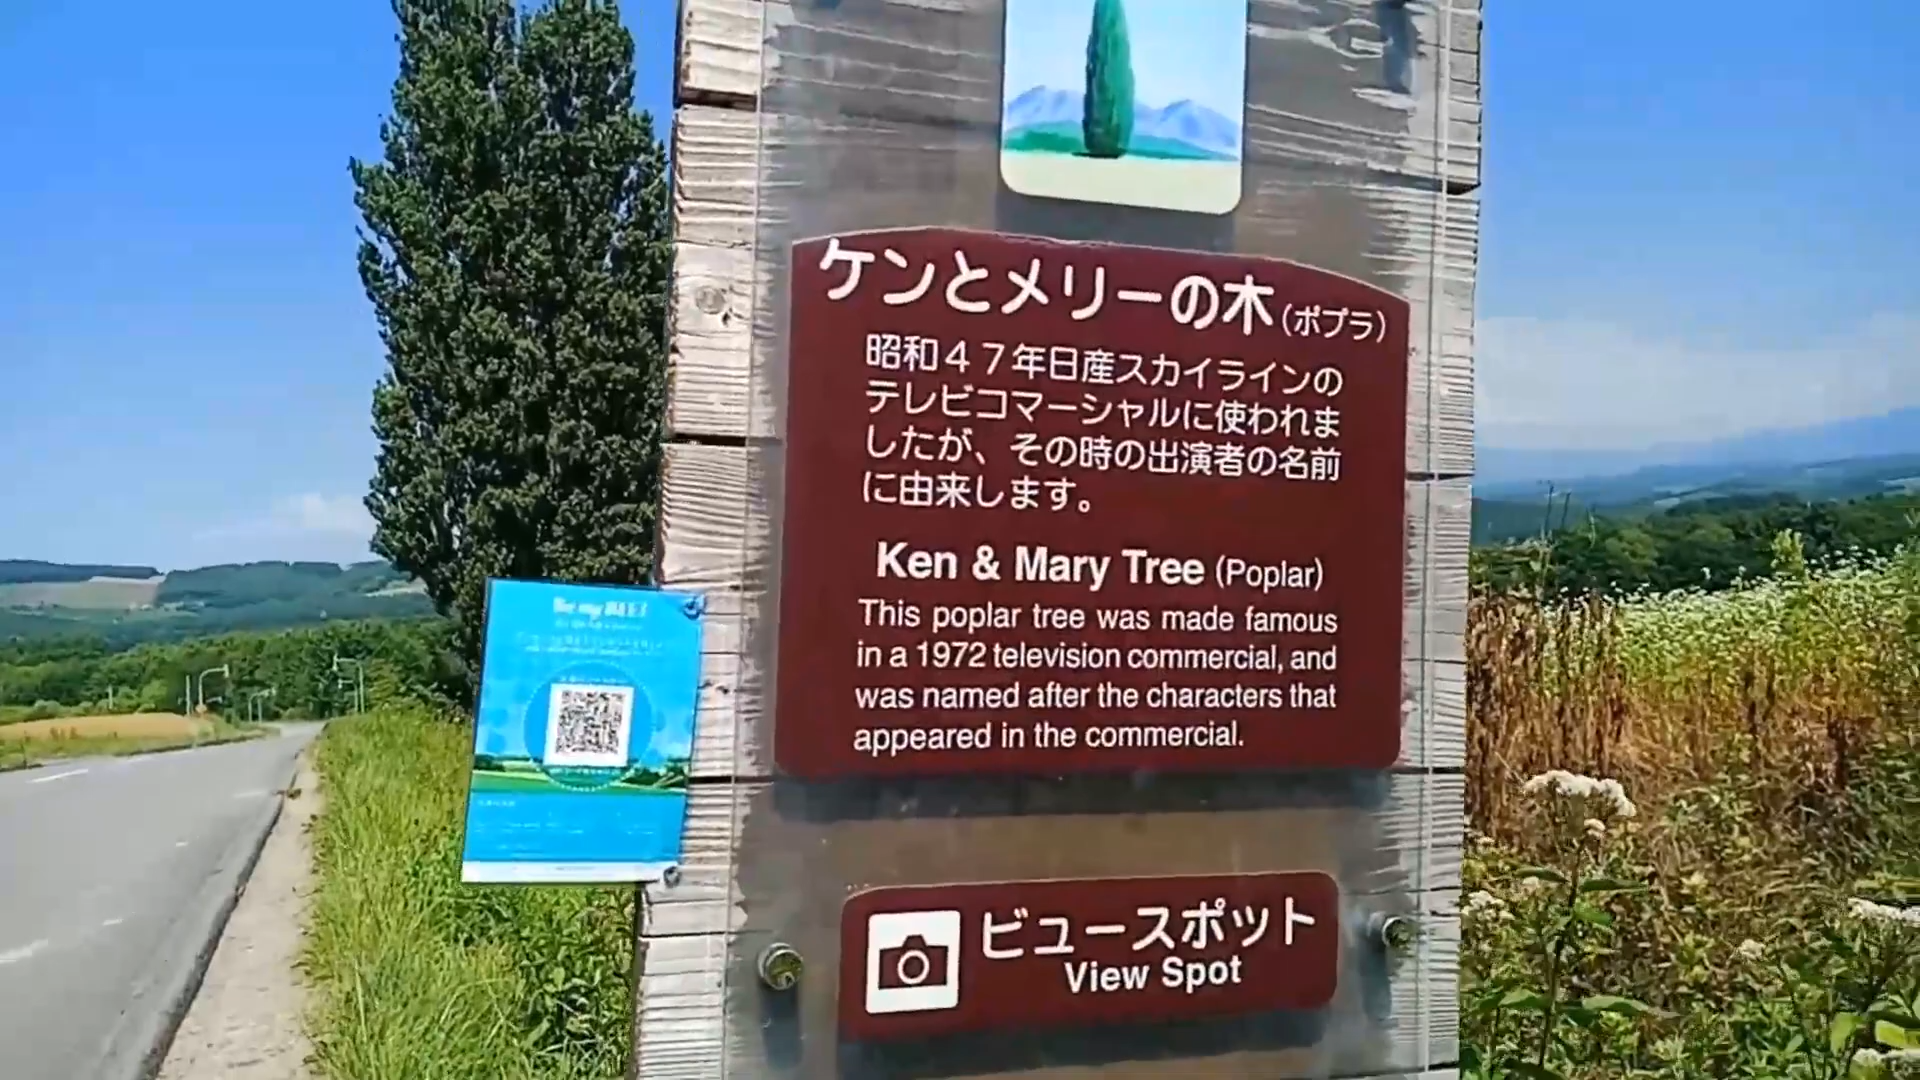 ケンとメリーの木(ポプラ)
昭和47年日産スカイラインの
テレビコマーシャルに使われま
したが、その時の出演者の名前
に由来します。
Ken & Mary Tree (Poplar)
This poplar tree was made famous
in a 1972 television commercial, and
was named after the characters that
appeared in the commercial.
ビュースポット
View Spot